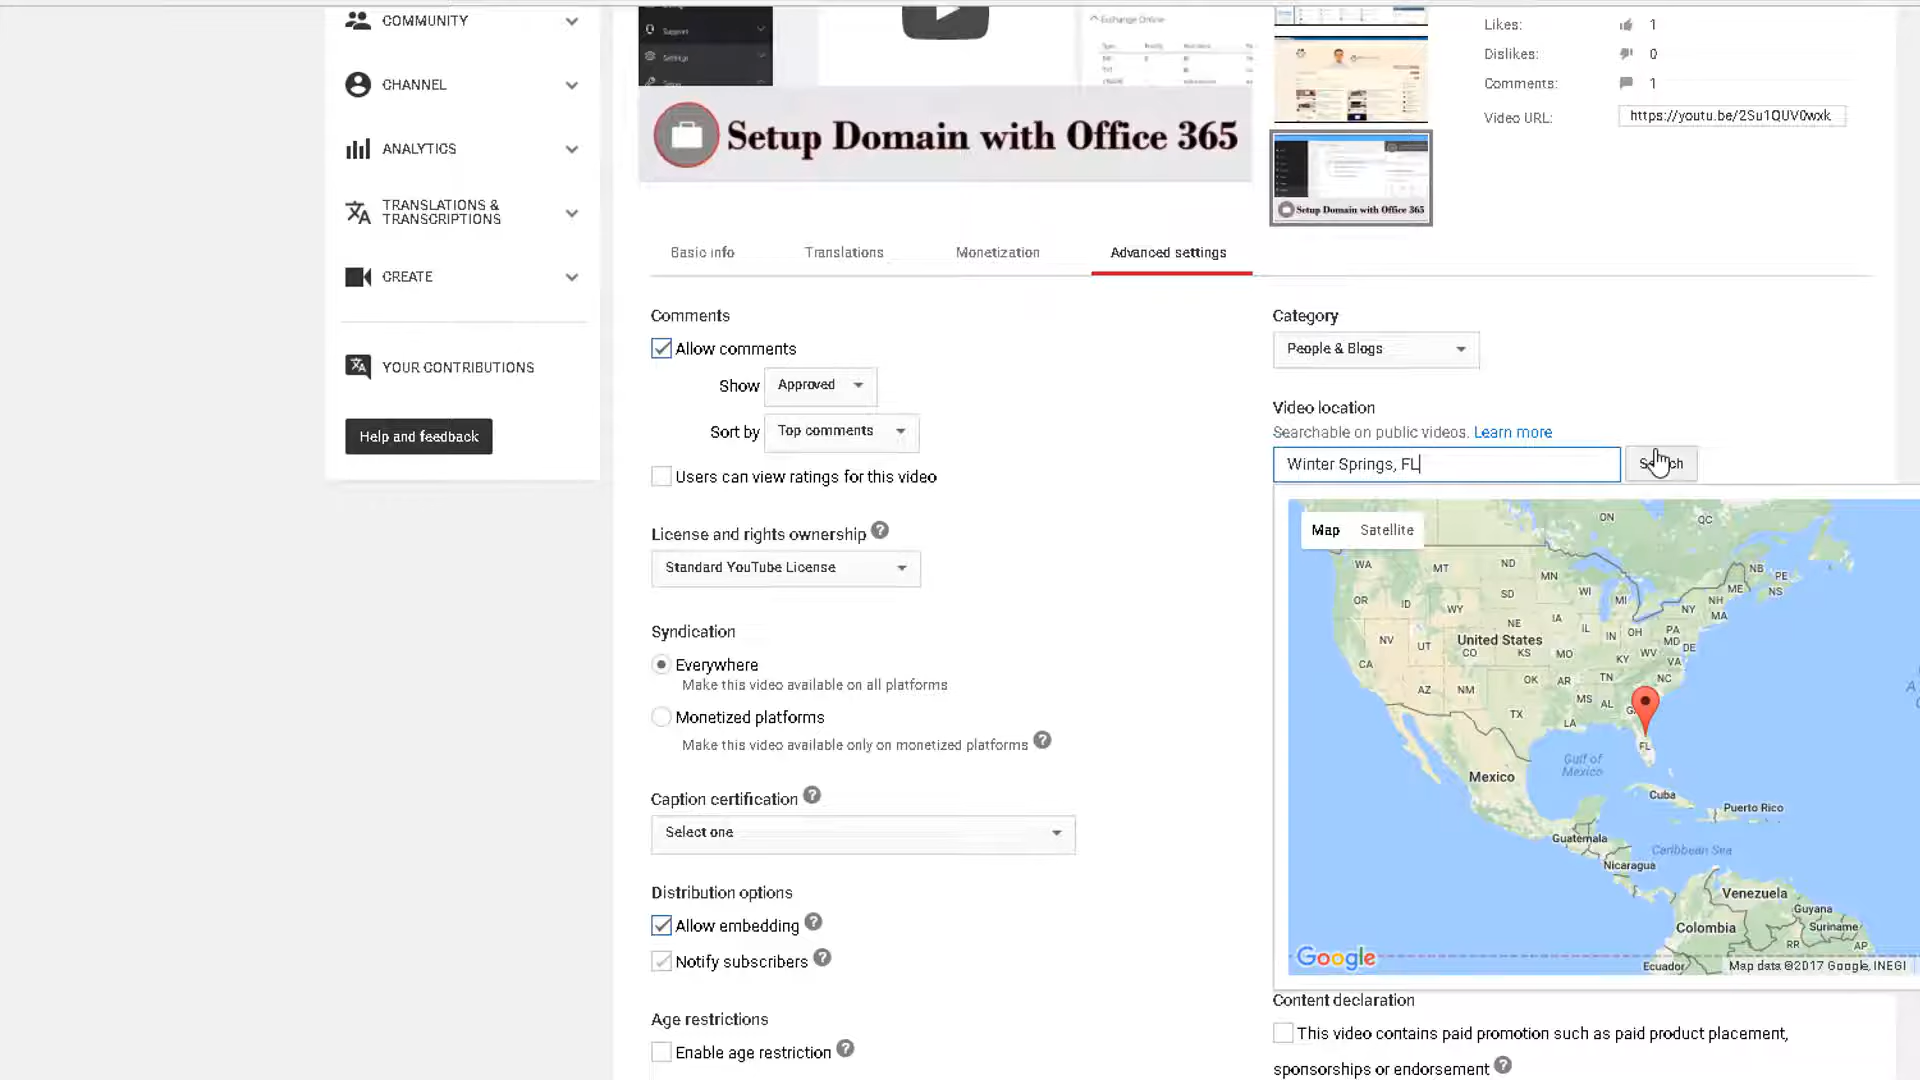 COMMUNITY
CHANNEL
ANALYTICS
TRANSLATIONS &
TRANSCRIPTIONS
CREATE
YOUR CONTRIBUTIONS
Help and feedback
Support
Settings
Exchange Online
Setup Domain with Office 365
Setup Domain with Office 365
Likes: 1
Dislikes: 0
Comments: 1
Video URL: https://youtu.be/2Su1QUV0wxk
Basic info
Translations
Monetization
Advanced settings
Comments
Allow comments
Show Approved
Sort by Top comments
Users can view ratings for this video
License and rights ownership ?
Standard YouTube License
Syndication
Everywhere
Make this video available on all platforms
Monetized platforms
Make this video available only on monetized platforms ?
Caption certification ?
Select one
Distribution options
Allow embedding ?
Notify subscribers ?
Age restrictions
Enable age restriction ?
Category
People & Blogs
Video location
Searchable on public videos. Learn more
Winter Springs, FL
Map Satellite
ON QC
WA MT ND MN NB PE
OR ID WY SD WI MI ME NS
NH NY MA
NV UT NE IA IL IN OH PA
United States MD DE
CA CO KS MO KY WV VA
AZ NM OK AR TN NC
TX MS AL
LA
FL
Gulf of
Mexico
Mexico
Cuba
Puerto Rico
Guatemala
Caribbean Sea
Nicaragua
Venezuela
Guyana
Colombia
Suriname
RR AP
Ecuador
Google
Map data ©2017 Google, INEGI
Content declaration
This video contains paid promotion such as paid product placement,
sponsorships or endorsement ?